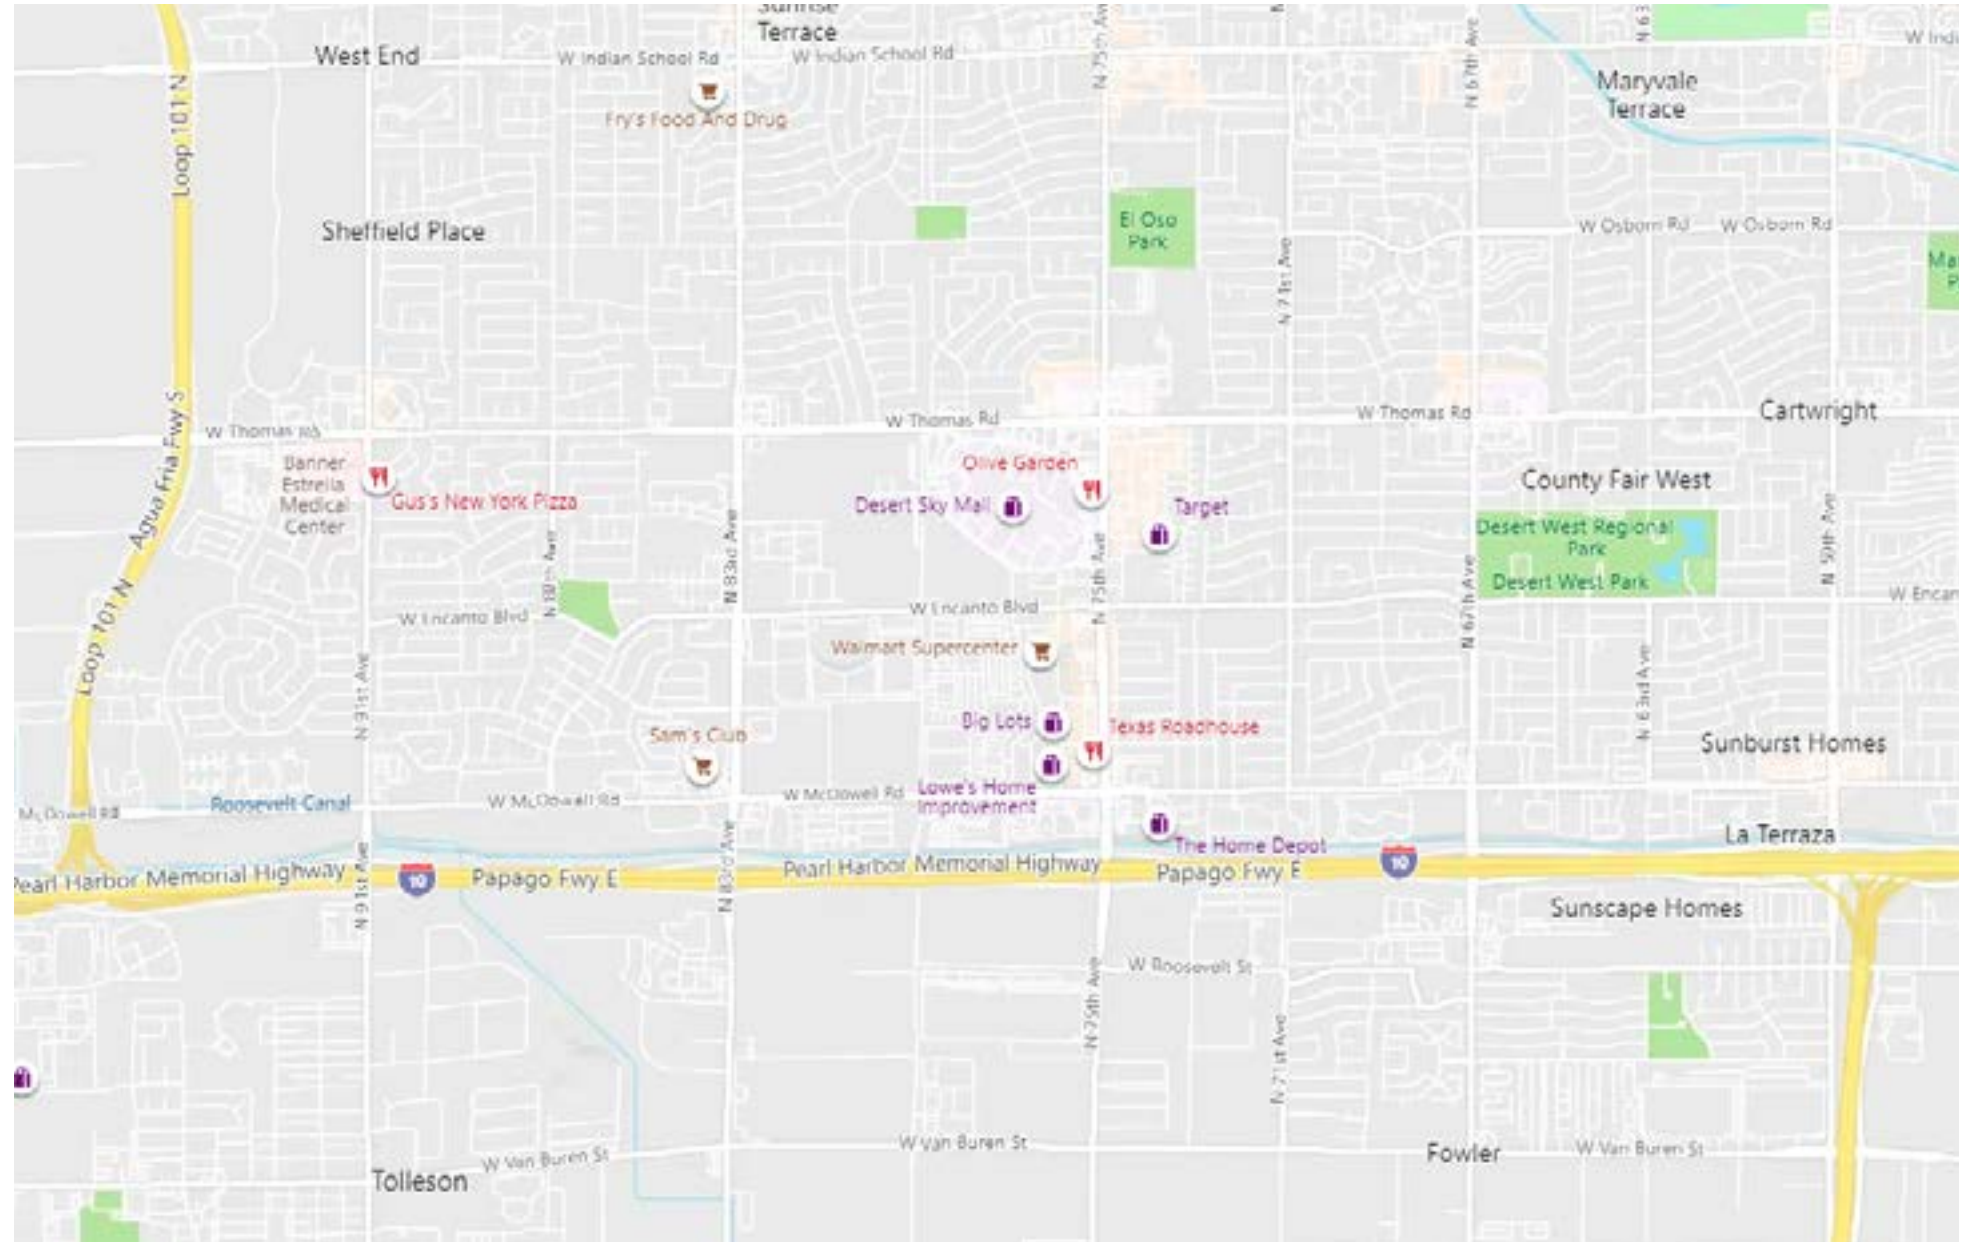 Sunrise
Terrace
West End
W Indian School Rd
W Indian School Rd
N 75th Ave
N 67th Ave
N 63
W Indi
Maryvale
Terrace
Loop 101 N
Fry's Food And Drug
Sheffield Place
El Oso
Park
W Osborn Rd
W Osborn Rd
N 71st Ave
Ma
P
W Thomas Rd
W Thomas Rd
W Thomas Rd
Cartwright
Agua Fria Fwy S
Banner
Estrella
Medical
Center
Gus's New York Pizza
Olive Garden
Desert Sky Mall
Target
County Fair West
Desert West Regional
Park
Desert West Park
N 59th Ave
N 83rd Ave
N 75th Ave
N 67th Ave
Loop 101 N
W Encanto Blvd
W Encanto Blvd
W Encan
Walmart Supercenter
N 91st Ave
N 63rd Ave
Sam's Club
Big Lots
Texas Roadhouse
Sunburst Homes
Lowe's Home
Improvement
McDowell Rd
Roosevelt Canal
W McDowell Rd
W McDowell Rd
The Home Depot
La Terraza
Pearl Harbor Memorial Highway
N 91st Ave
10
Papago Fwy E
N 83rd Ave
Pearl Harbor Memorial Highway
Papago Fwy E
10
Sunscape Homes
W Roosevelt St
N 75th Ave
N 71st Ave
W Van Buren St
W Van Buren St
Fowler
W Van Buren St
Tolleson